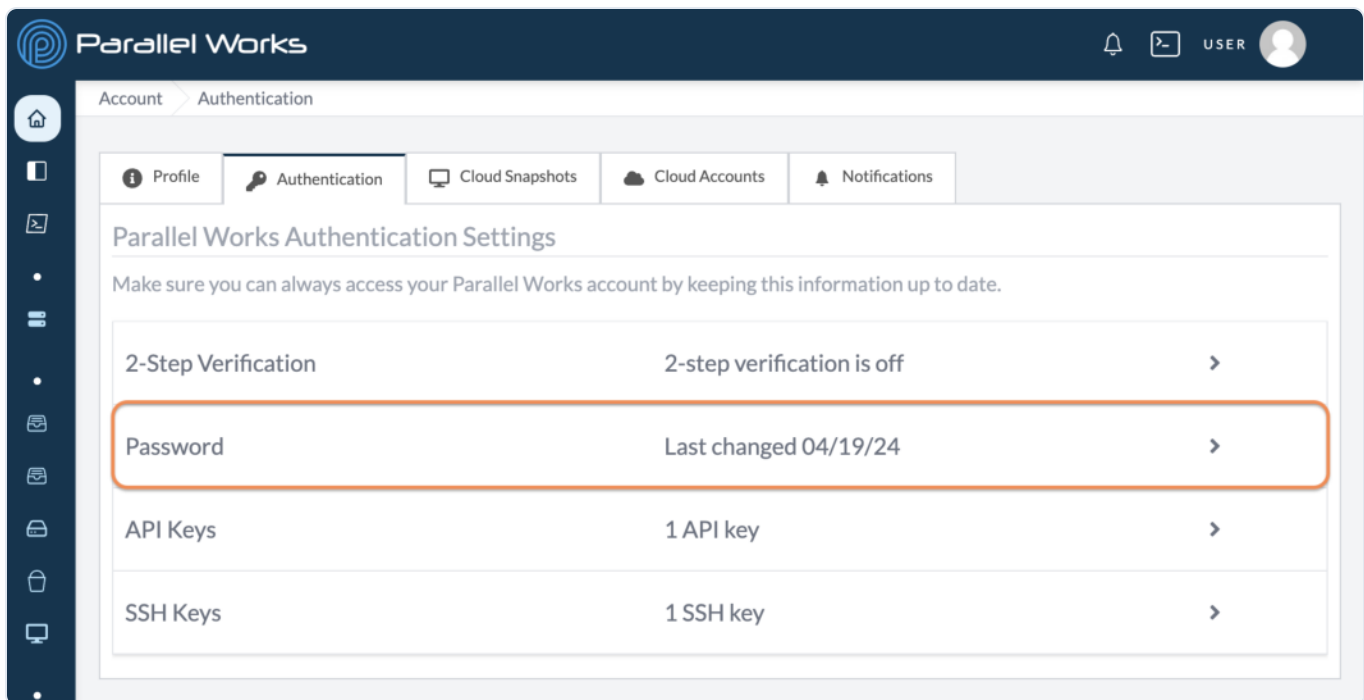 Parallel Works
USER
Account Authentication
Profile Authentication Cloud Snapshots Cloud Accounts Notifications
Parallel Works Authentication Settings
Make sure you can always access your Parallel Works account by keeping this information up to date.
2-Step Verification 2-step verification is off
Password Last changed 04/19/24
API Keys 1 API key
SSH Keys 1 SSH key